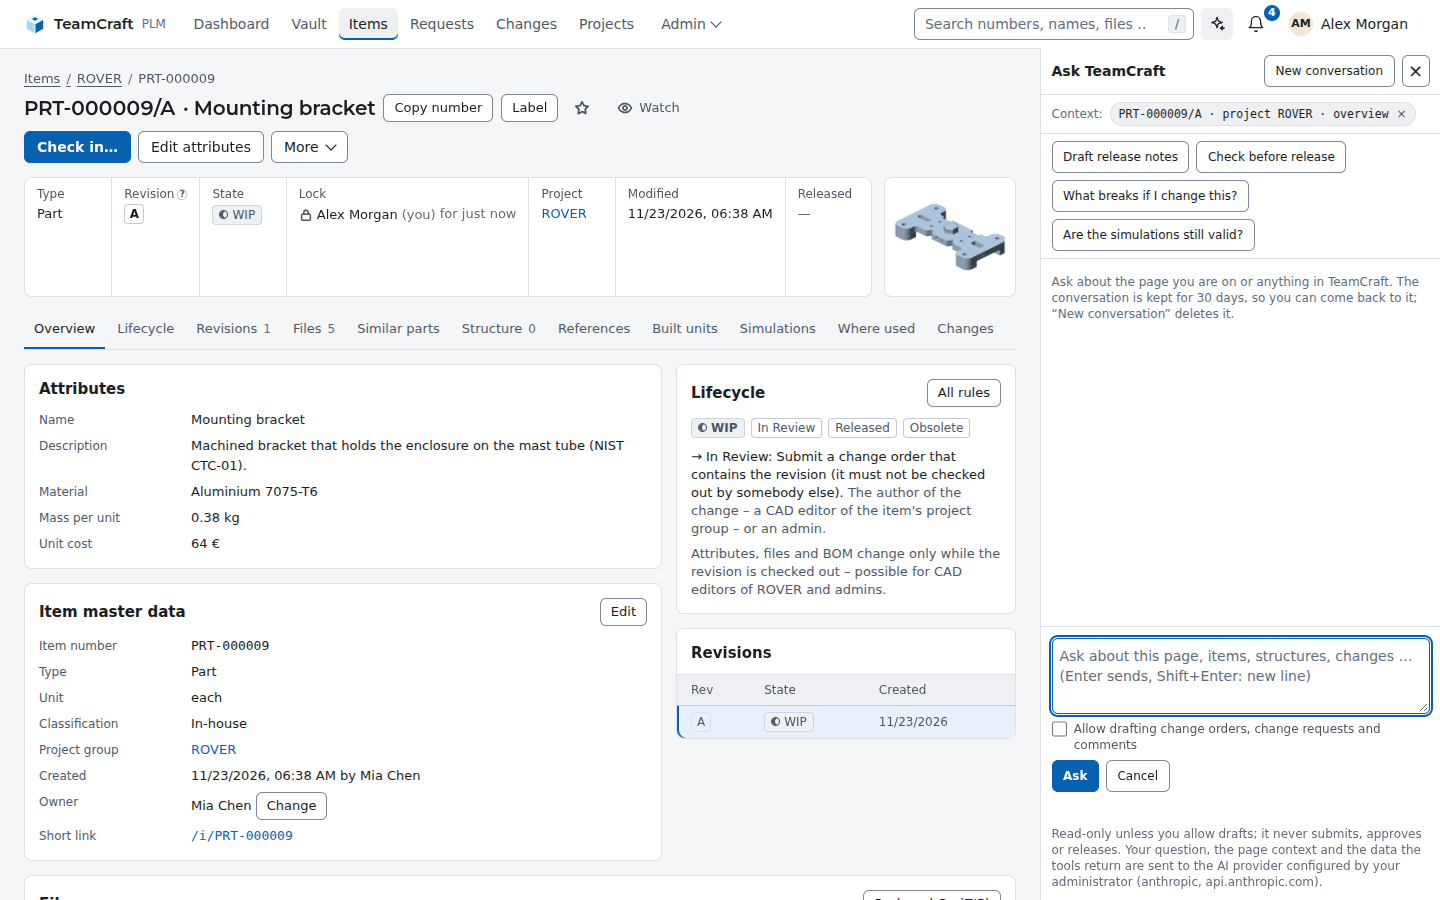 TeamCraft PLM Dashboard Vault Items Requests Changes Projects Admin Search numbers, names, files .. / 4 AM Alex Morgan
Items / ROVER / PRT-000009
PRT-000009/A · Mounting bracket Copy number Label Watch
Check in… Edit attributes More
Type Revision ? State Lock Project Modified Released
Part A WIP Alex Morgan (you) for just now ROVER 11/23/2026, 06:38 AM —
Overview Lifecycle Revisions 1 Files 5 Similar parts Structure 0 References Built units Simulations Where used Changes
Attributes
Name Mounting bracket
Description Machined bracket that holds the enclosure on the mast tube (NIST
CTC-01).
Material Aluminium 7075-T6
Mass per unit 0.38 kg
Unit cost 64 €
Item master data Edit
Item number PRT-000009
Type Part
Unit each
Classification In-house
Project group ROVER
Created 11/23/2026, 06:38 AM by Mia Chen
Owner Mia Chen Change
Short link /i/PRT-000009
Lifecycle All rules
WIP In Review Released Obsolete
→ In Review: Submit a change order that
contains the revision (it must not be checked
out by somebody else). The author of the
change – a CAD editor of the item's project
group – or an admin.
Attributes, files and BOM change only while the
revision is checked out – possible for CAD
editors of ROVER and admins.
Revisions
Rev State Created
A WIP 11/23/2026
Ask TeamCraft New conversation ×
Context: PRT-000009/A · project ROVER · overview ×
Draft release notes Check before release
What breaks if I change this?
Are the simulations still valid?
Ask about the page you are on or anything in TeamCraft. The
conversation is kept for 30 days, so you can come back to it;
“New conversation” deletes it.
Ask about this page, items, structures, changes …
(Enter sends, Shift+Enter: new line)
Allow drafting change orders, change requests and
comments
Ask Cancel
Read-only unless you allow drafts; it never submits, approves
or releases. Your question, the page context and the data the
tools return are sent to the AI provider configured by your
administrator (anthropic, api.anthropic.com).